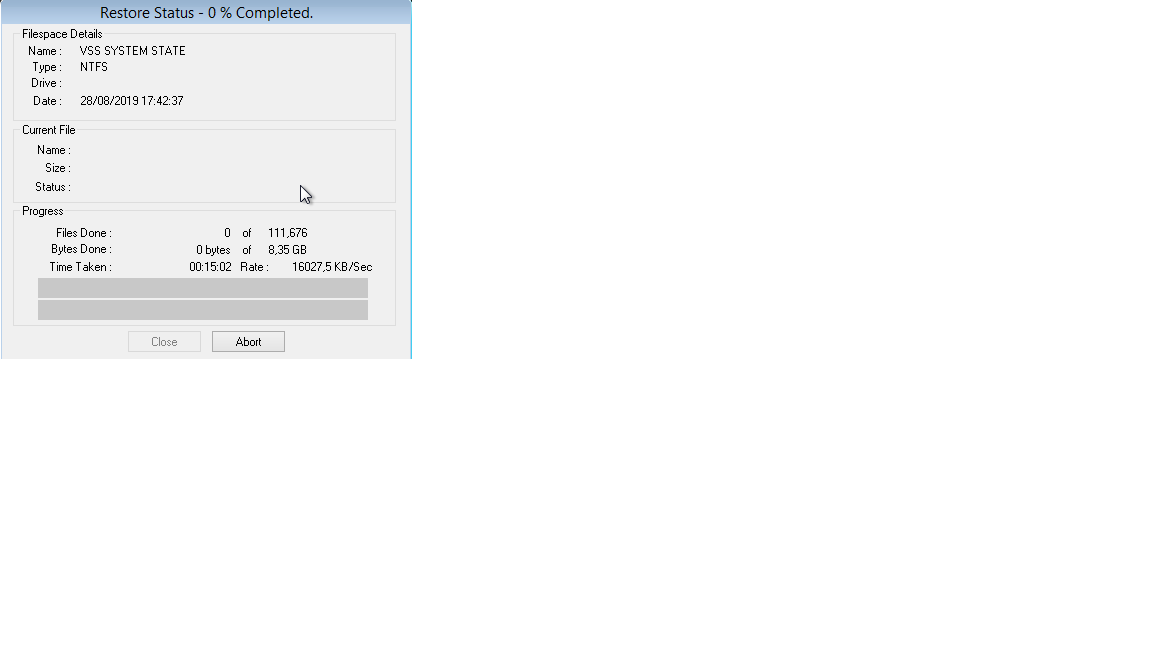 Restore Status - 0 % Completed.
Filespace Details
Name : VSS SYSTEM STATE
Type : NTFS
Drive :
Date : 28/08/2019 17:42:37
Current File
Name :
Size :
Status :
Progress
Files Done : 0 of 111,676
Bytes Done : 0 bytes of 8,35 GB
Time Taken : 00:15:02 Rate : 16027,5 KB/Sec
Close Abort